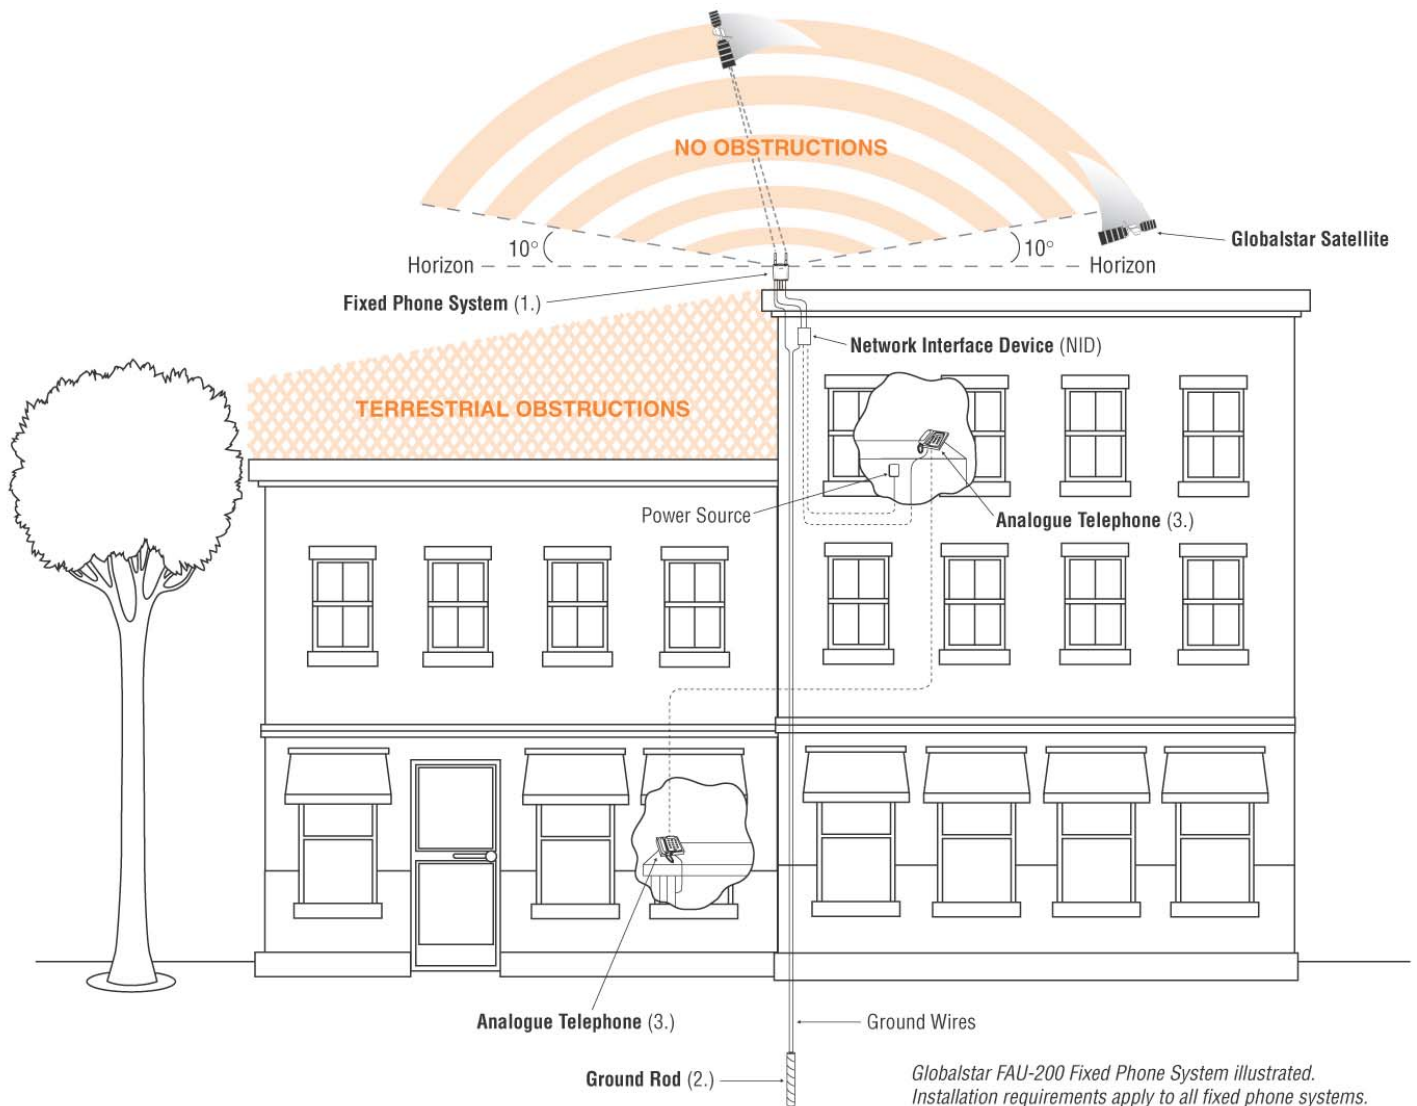 NO OBSTRUCTIONS
Globalstar Satellite
10°
10°
Horizon
Horizon
Fixed Phone System (1.)
Network Interface Device (NID)
TERRESTRIAL OBSTRUCTIONS
Power Source
Analogue Telephone (3.)
Analogue Telephone (3.)
Ground Wires
Ground Rod (2.)
Globalstar FAU-200 Fixed Phone System illustrated.
Installation requirements apply to all fixed phone systems.